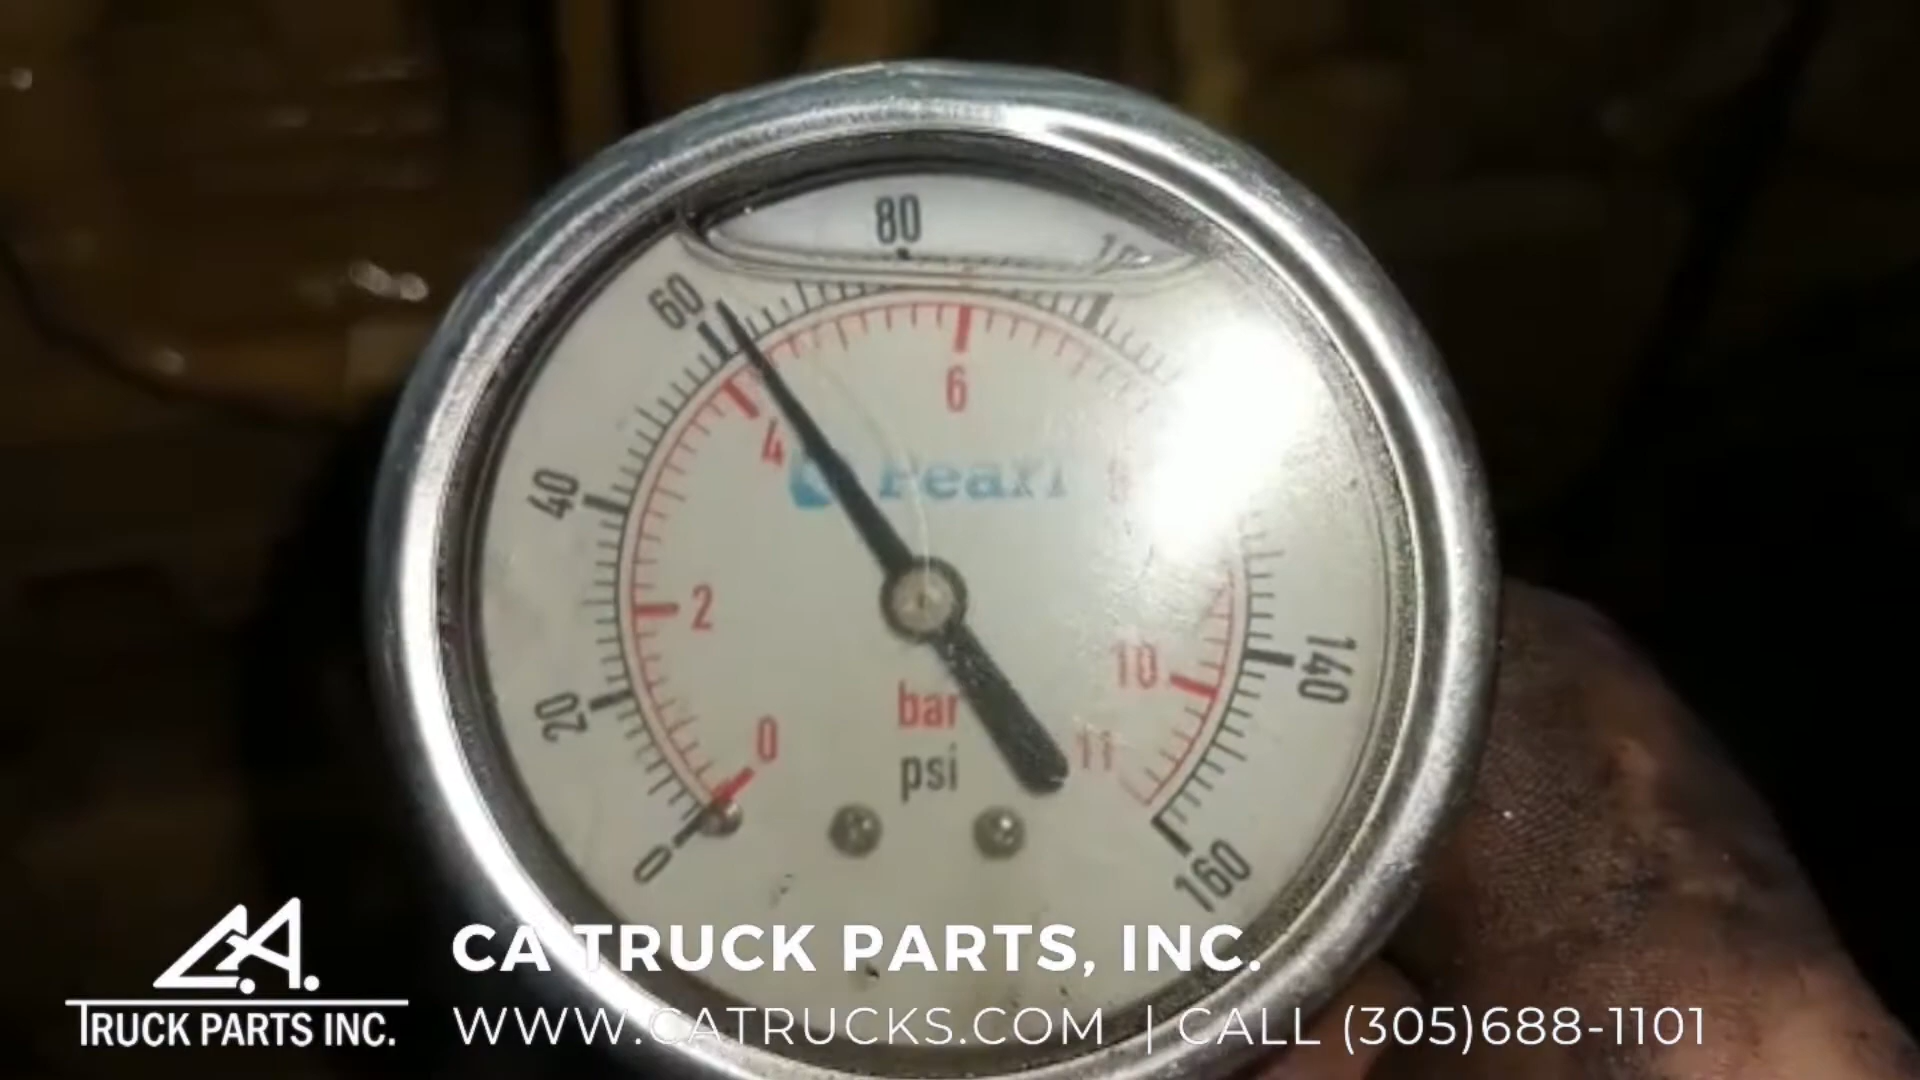 80
60
6
4
40
2
140
10
bar
20
0
11
psi
0
160
C.A.
CA TRUCK PARTS, INC.
TRUCK PARTS INC.
WWW.CATRUCKS.COM | CALL (305)688-1101